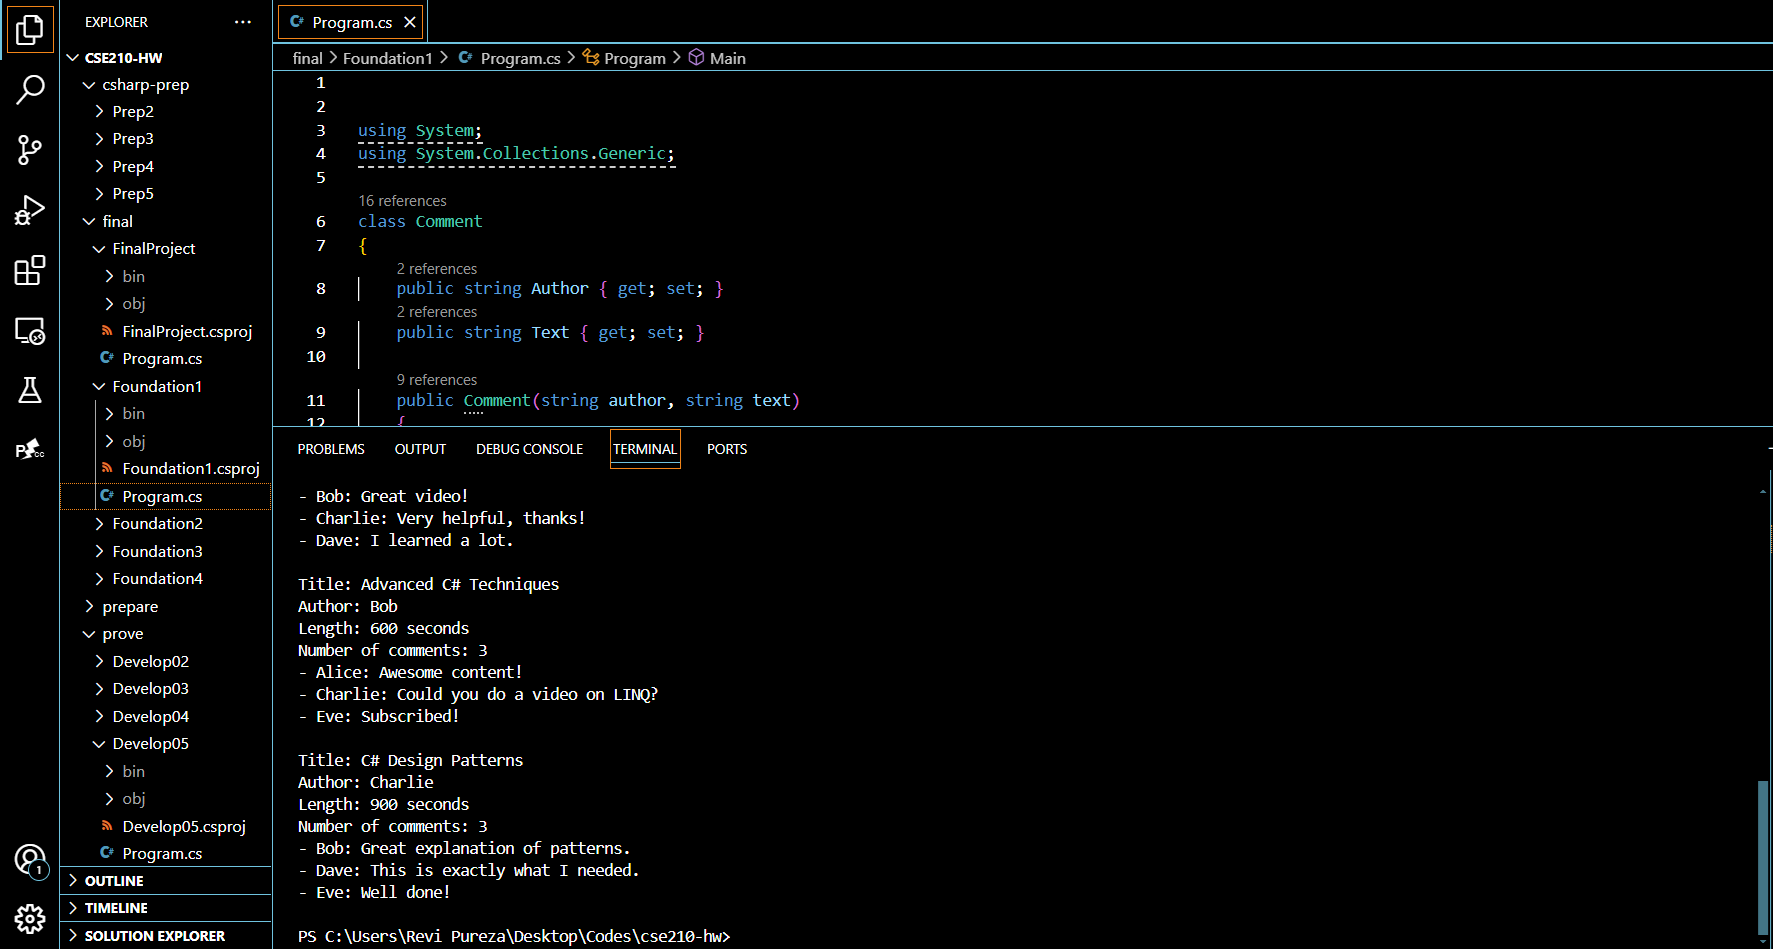 EXPLORER
CSE210-HW
csharp-prep
Prep2
Prep3
Prep4
Prep5
final
FinalProject
bin
obj
FinalProject.csproj
C# Program.cs
Foundation1
bin
obj
Foundation1.csproj
C# Program.cs
Foundation2
Foundation3
Foundation4
prepare
prove
Develop02
Develop03
Develop04
Develop05
bin
obj
Develop05.csproj
C# Program.cs
OUTLINE
TIMELINE
SOLUTION EXPLORER
1
C# Program.cs
final > Foundation1 > C# Program.cs > Program > Main
1
2
3 using System;
4 using System.Collections.Generic;
5
16 references
6 class Comment
7 {
2 references
8 public string Author { get; set; }
2 references
9 public string Text { get; set; }
10
9 references
11 public Comment(string author, string text)
12 {
PROBLEMS OUTPUT DEBUG CONSOLE TERMINAL PORTS
- Bob: Great video!
- Charlie: Very helpful, thanks!
- Dave: I learned a lot.
Title: Advanced C# Techniques
Author: Bob
Length: 600 seconds
Number of comments: 3
- Alice: Awesome content!
- Charlie: Could you do a video on LINQ?
- Eve: Subscribed!
Title: C# Design Patterns
Author: Charlie
Length: 900 seconds
Number of comments: 3
- Bob: Great explanation of patterns.
- Dave: This is exactly what I needed.
- Eve: Well done!
PS C:\Users\Revi Pureza\Desktop\Codes\cse210-hw>